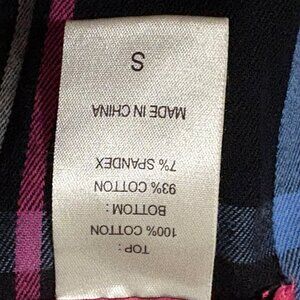 TOP:
100% COTTON
BOTTOM:
93% COTTON
7% SPANDEX
MADE IN CHINA
S